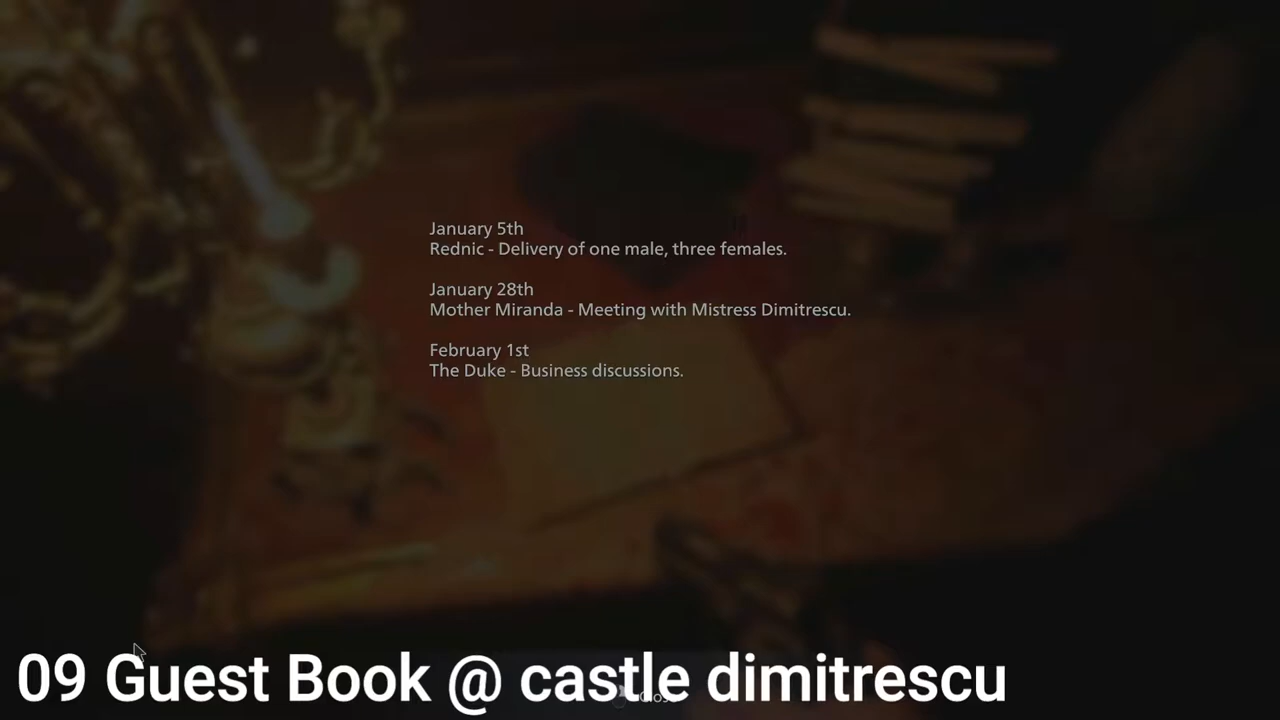 January 5th
Rednic - Delivery of one male, three females.
January 28th
Mother Miranda - Meeting with Mistress Dimitrescu.
February 1st
The Duke - Business discussions.
09 Guest Book @ castle dimitrescu